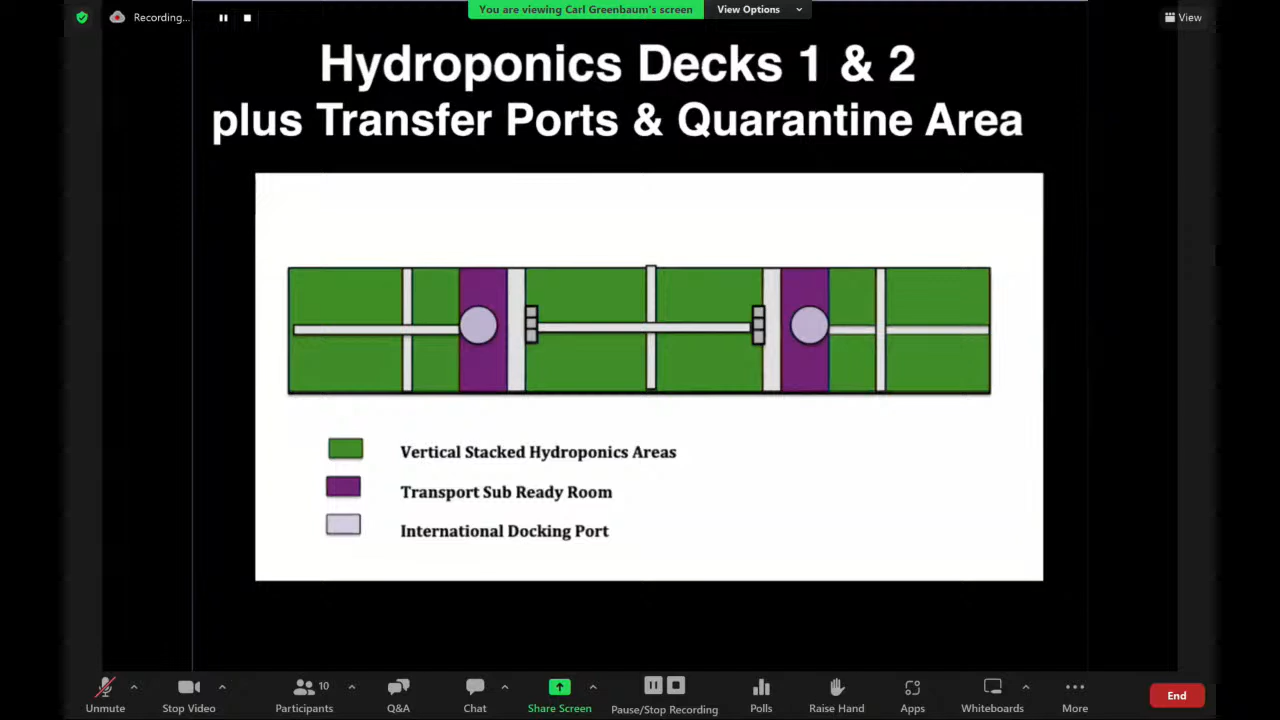 You are viewing Carl Greenbaum's screen
View Options
Recording...
View
Hydroponics Decks 1 & 2
plus Transfer Ports & Quarantine Area
Vertical Stacked Hydroponics Areas
Transport Sub Ready Room
International Docking Port
Unmute
Stop Video
10
Participants
Q&A
Chat
Share Screen
Pause/Stop Recording
Polls
Raise Hand
Apps
Whiteboards
More
End